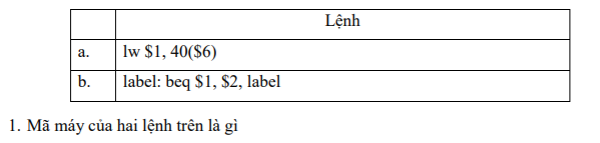 Lệnh
a. lw $1, 40($6)
b. label: beq $1, $2, label
1. Mã máy của hai lệnh trên là gì